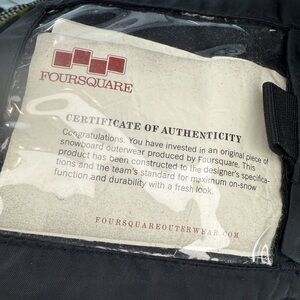 FOURSQUARE
CERTIFICATE OF AUTHENTICITY
Congratulations. You have invested in an original piece of
snowboard outerwear produced by Foursquare. This
product has been constructed to the designer's specifica-
tions and the team's standard for maximum on-snow
function and durability with a fresh look.
FOURSQUAREOUTERWEAR.COM